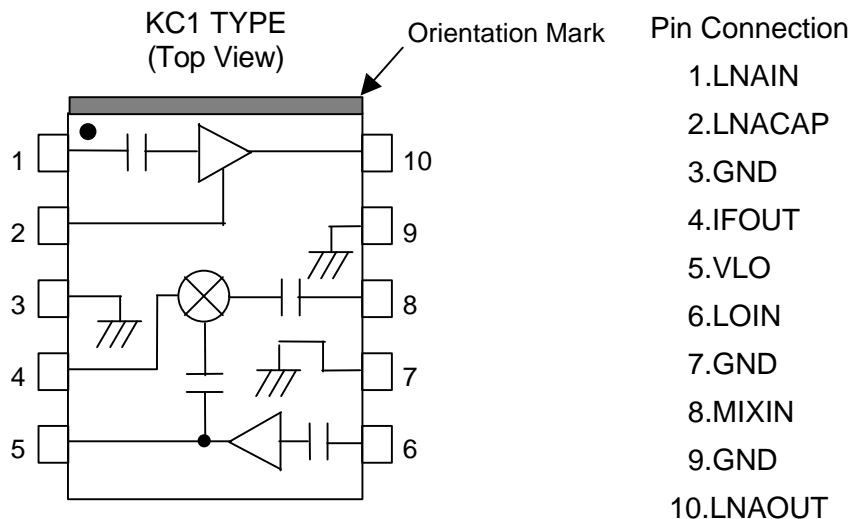 KC1 TYPE
(Top View)
Orientation Mark
1
2
3
4
5
10
9
8
7
6
Pin Connection
1.LNAIN
2.LNACAP
3.GND
4.IFOUT
5.VLO
6.LOIN
7.GND
8.MIXIN
9.GND
10.LNAOUT